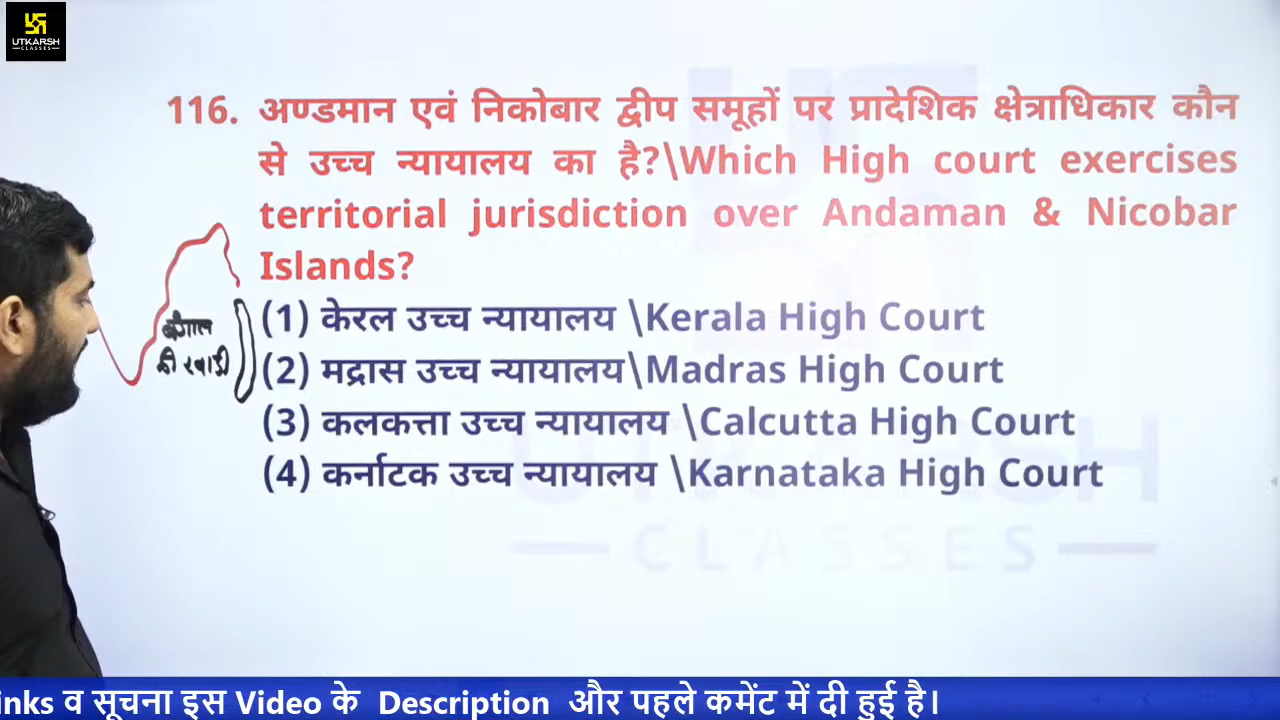 UTKARSH
CLASSES
116. अण्डमान एवं निकोबार द्वीप समूहों पर प्रादेशिक क्षेत्राधिकार कौन
से उच्च न्यायालय का है?\Which High court exercises
territorial jurisdiction over Andaman & Nicobar
Islands?
बंगाल
की खाड़ी
(1) केरल उच्च न्यायालय \Kerala High Court
(2) मद्रास उच्च न्यायालय\Madras High Court
(3) कलकत्ता उच्च न्यायालय \Calcutta High Court
(4) कर्नाटक उच्च न्यायालय \Karnataka High Court
UTKARSH
CLASSES
inks व सूचना इस Video के Description और पहले कमेंट में दी हुई है।